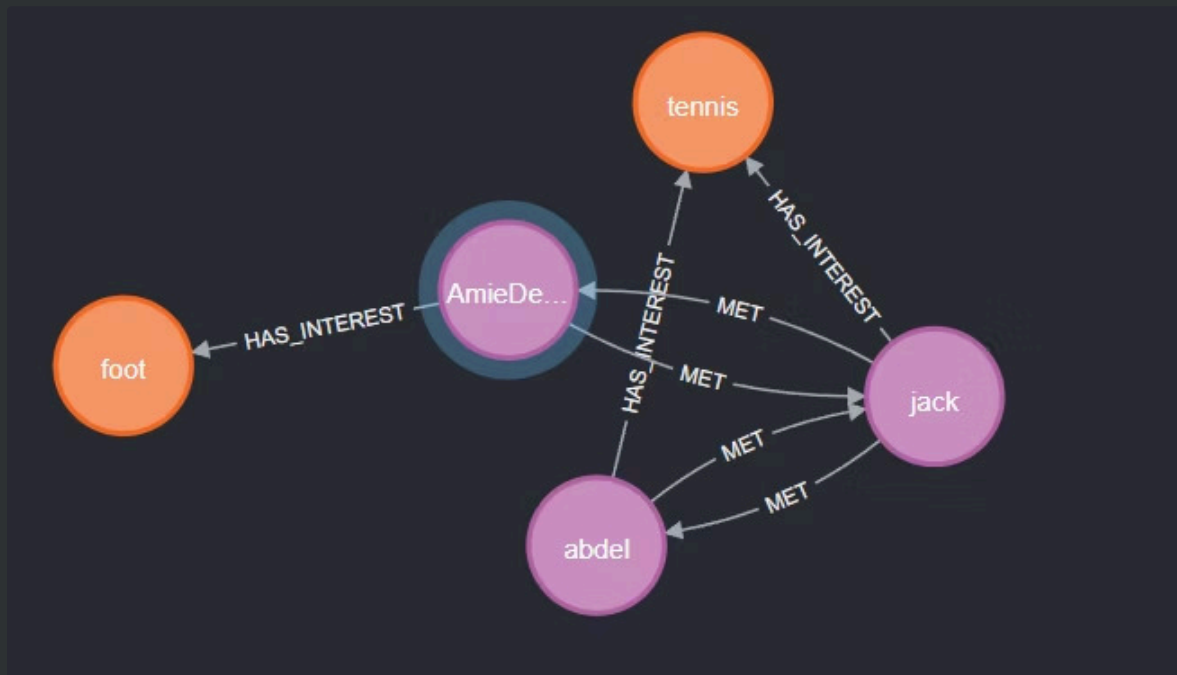 tennis
HAS_INTEREST
AmieDe...
MET
HAS_INTEREST
HAS_INTEREST
foot
MET
jack
MET
MET
abdel